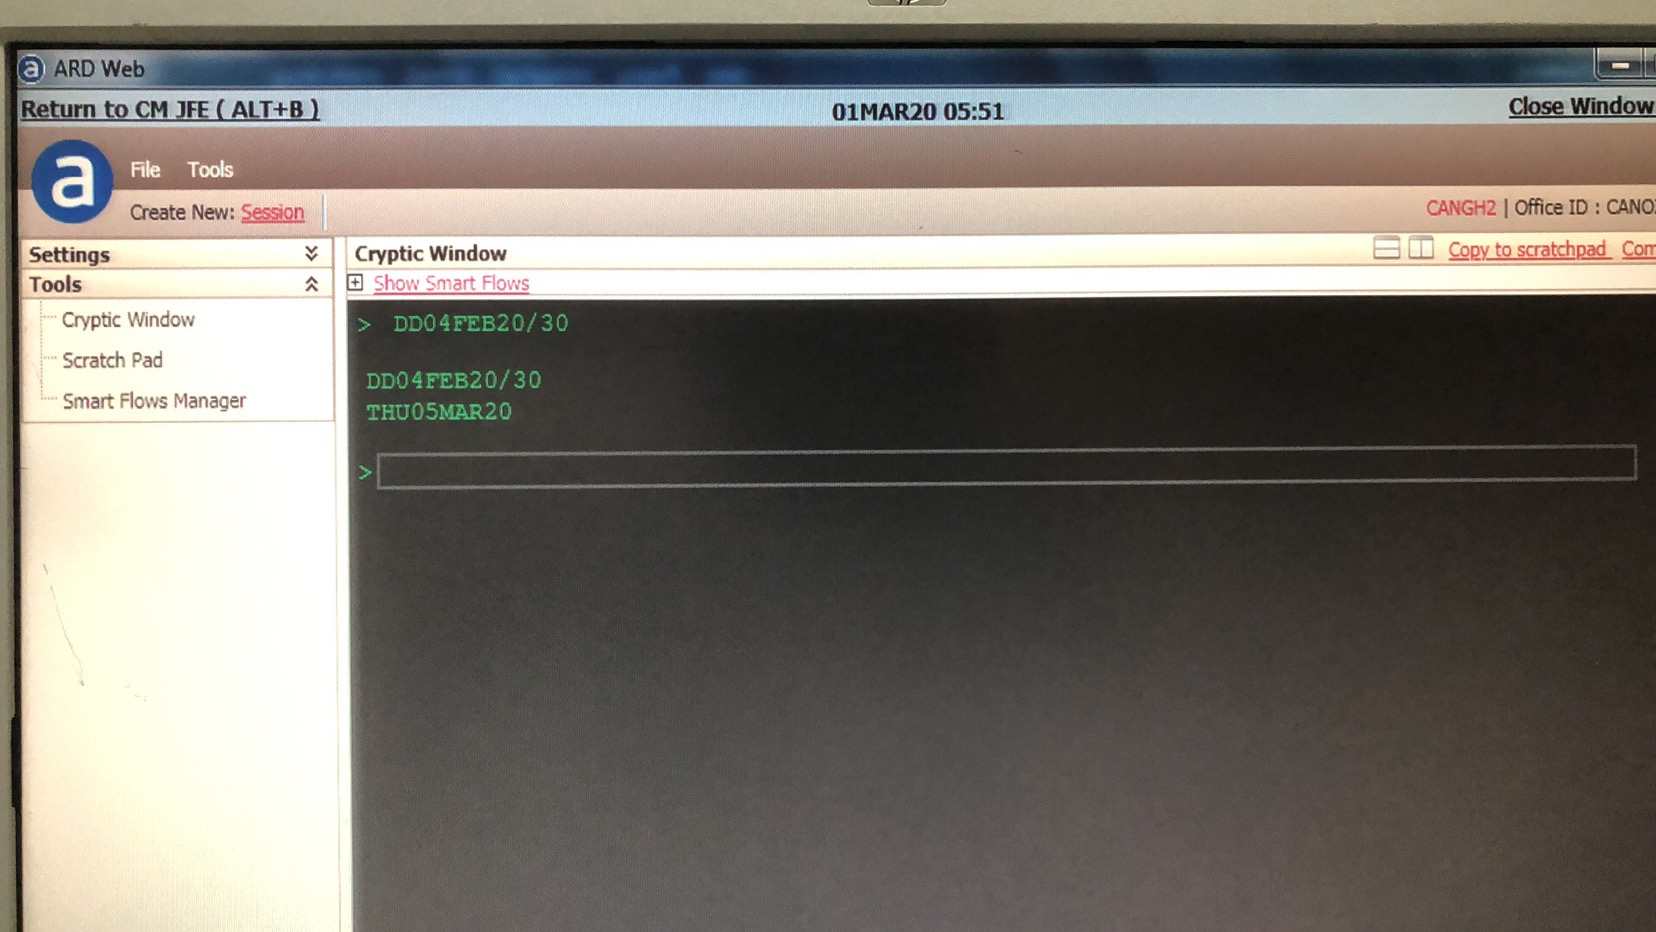 a ARD Web
Return to CM JFE ( ALT+B ) 01MAR20 05:51 Close Window
a File Tools
Create New: Session CANGH2 | Office ID :
Settings Cryptic Window Copy to scratchpad
Tools Show Smart Flows
Cryptic Window
Scratch Pad
Smart Flows Manager
> DD04FEB20/30
DD04FEB20/30
THU05MAR20
>